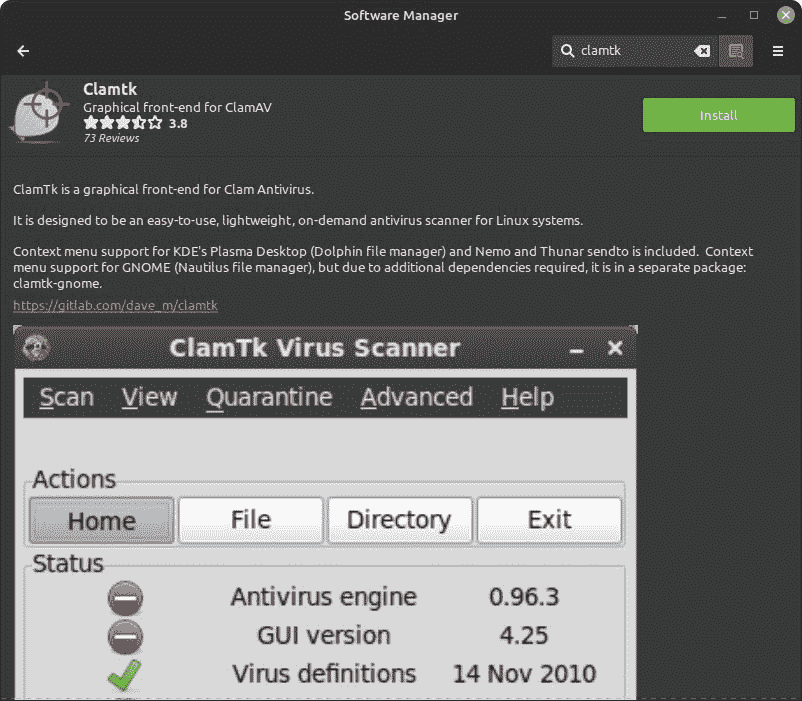 Software Manager
clamtk
Clamtk
Graphical front-end for ClamAV
3.8
73 Reviews
Install
ClamTk is a graphical front-end for Clam Antivirus.
It is designed to be an easy-to-use, lightweight, on-demand antivirus scanner for Linux systems.
Context menu support for KDE's Plasma Desktop (Dolphin file manager) and Nemo and Thunar sendto is included.  Context
menu support for GNOME (Nautilus file manager), but due to additional dependencies required, it is in a separate package:
clamtk-gnome.
https://gitlab.com/dave_m/clamtk
ClamTk Virus Scanner
Scan View Quarantine Advanced Help
Actions
Home File Directory Exit
Status
Antivirus engine 0.96.3
GUI version 4.25
Virus definitions 14 Nov 2010